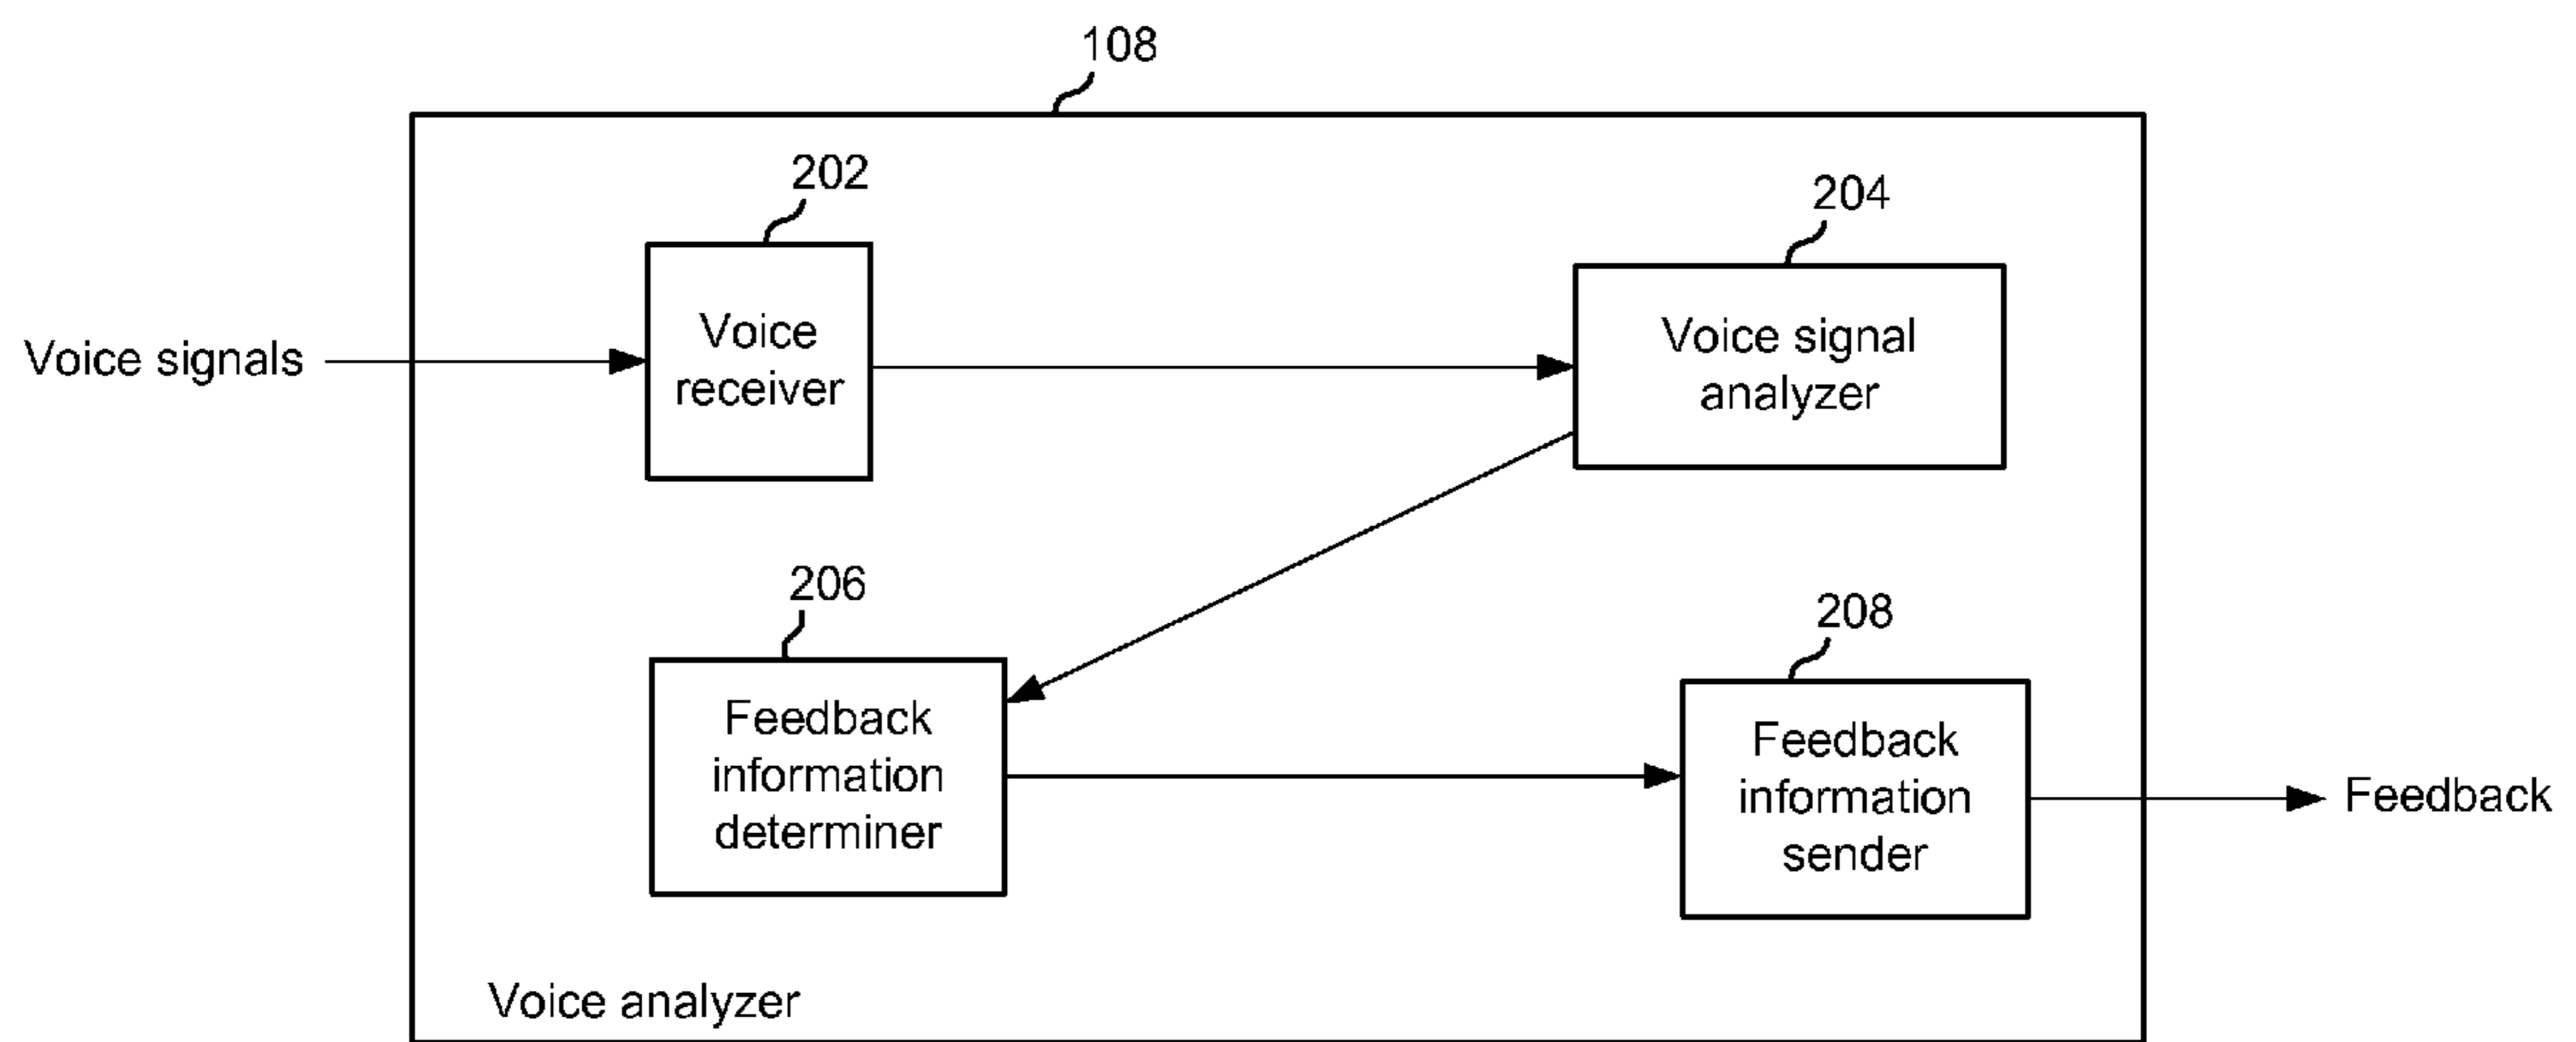 108
202
204
Voice signals
Voice
receiver
Voice signal
analyzer
206
208
Feedback
information
determiner
Feedback
information
sender
Feedback
Voice analyzer